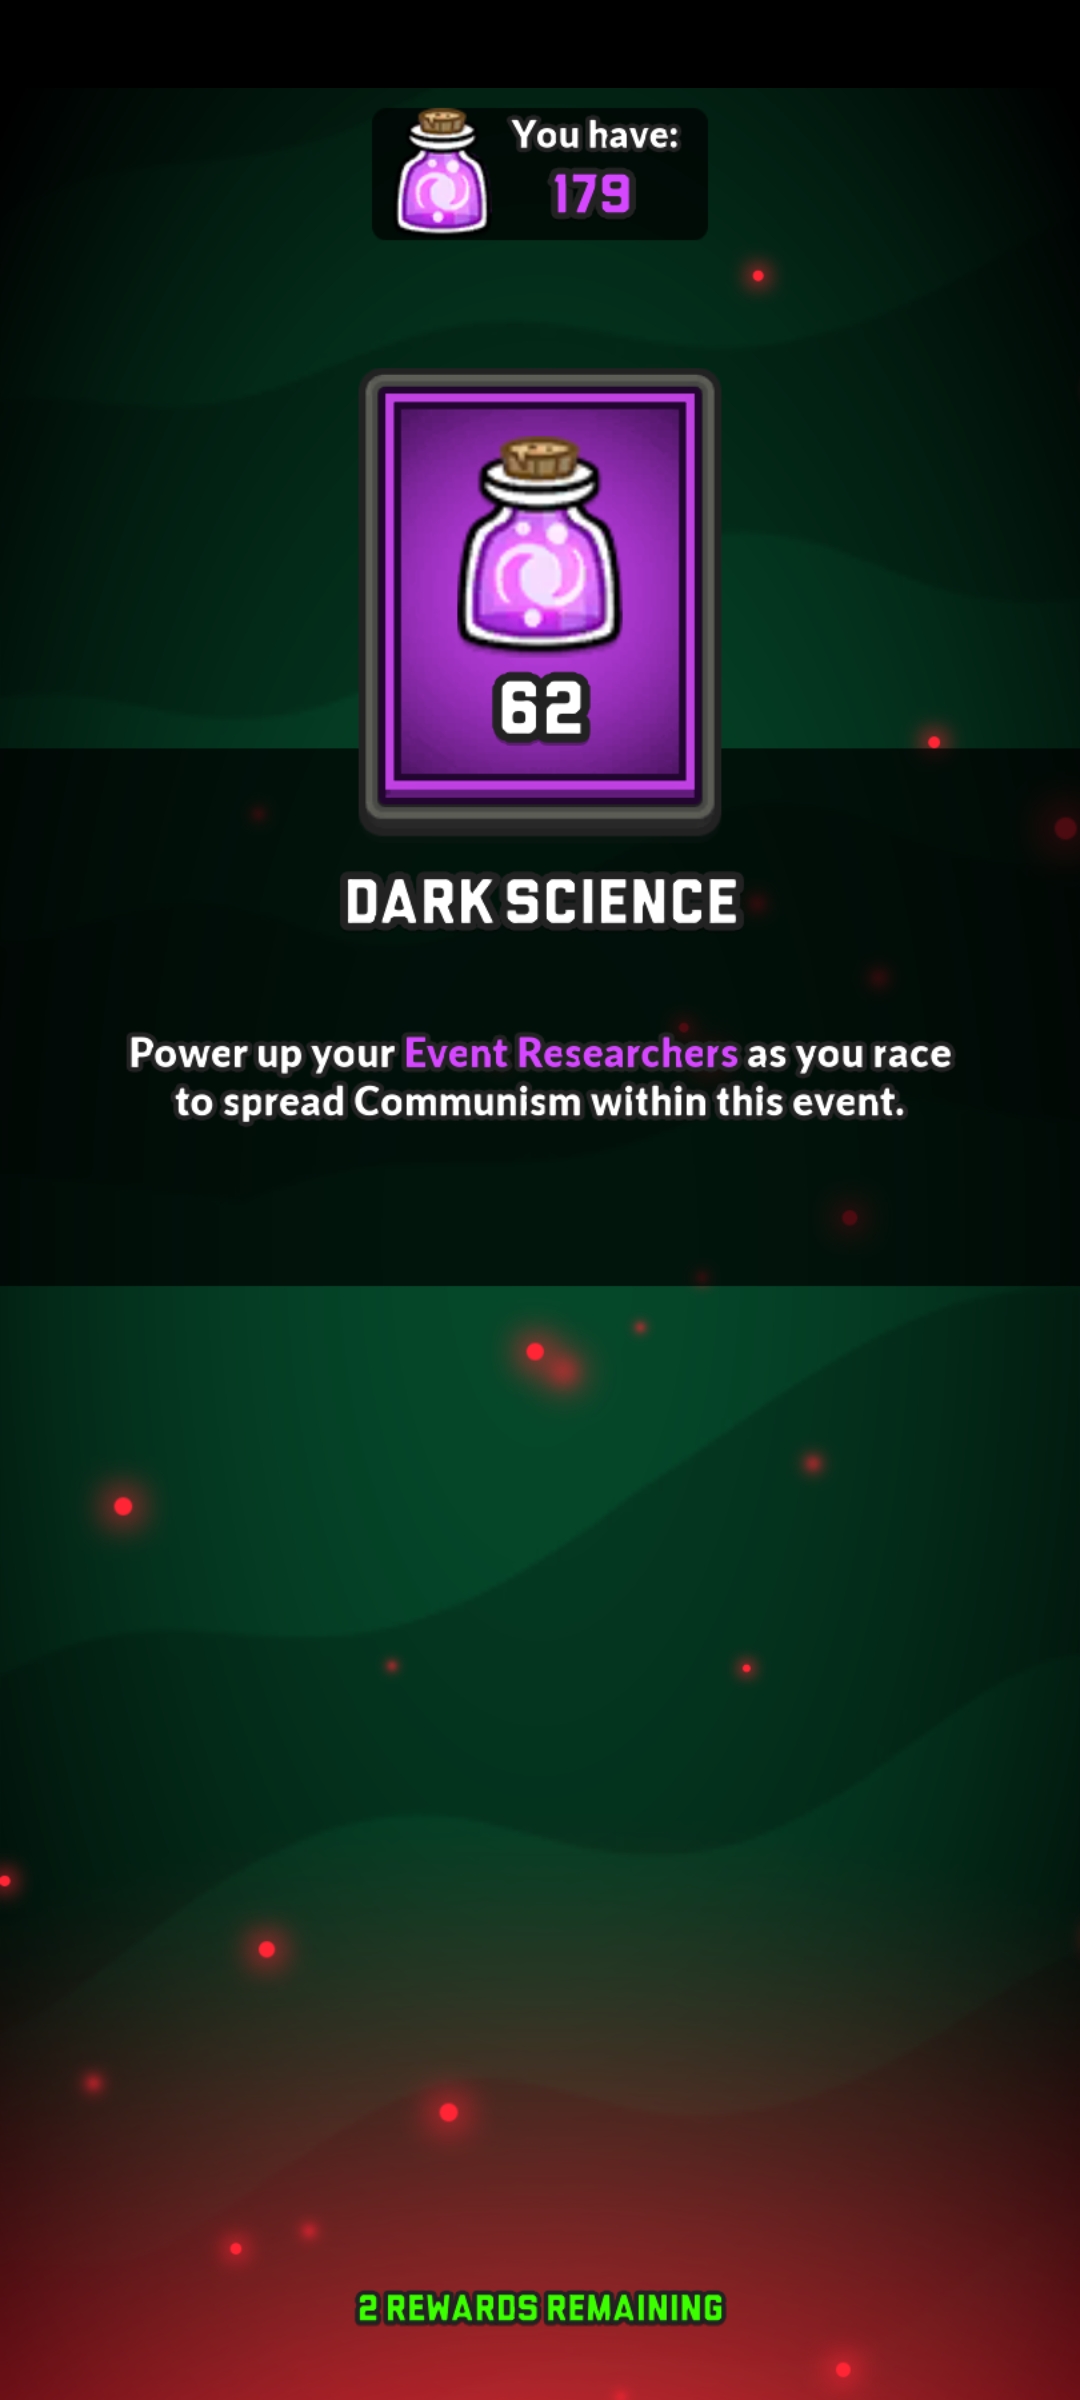 You have:
179
62
DARK SCIENCE
Power up your Event Researchers as you race
to spread Communism within this event.
2 REWARDS REMAINING